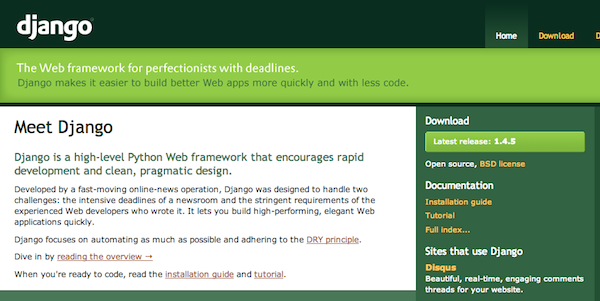 django
Home Download D
The Web framework for perfectionists with deadlines.
Django makes it easier to build better Web apps more quickly and with less code.
Meet Django
Django is a high-level Python Web framework that encourages rapid
development and clean, pragmatic design.
Developed by a fast-moving online-news operation, Django was designed to handle two
challenges: the intensive deadlines of a newsroom and the stringent requirements of the
experienced Web developers who wrote it. It lets you build high-performing, elegant Web
applications quickly.
Django focuses on automating as much as possible and adhering to the DRY principle.
Dive in by reading the overview →
When you're ready to code, read the installation guide and tutorial.
Download
Latest release: 1.4.5
Open source, BSD license
Documentation
Installation guide
Tutorial
Full index...
Sites that use Django
Disqus
Beautiful, real-time, engaging comments
threads for your website.